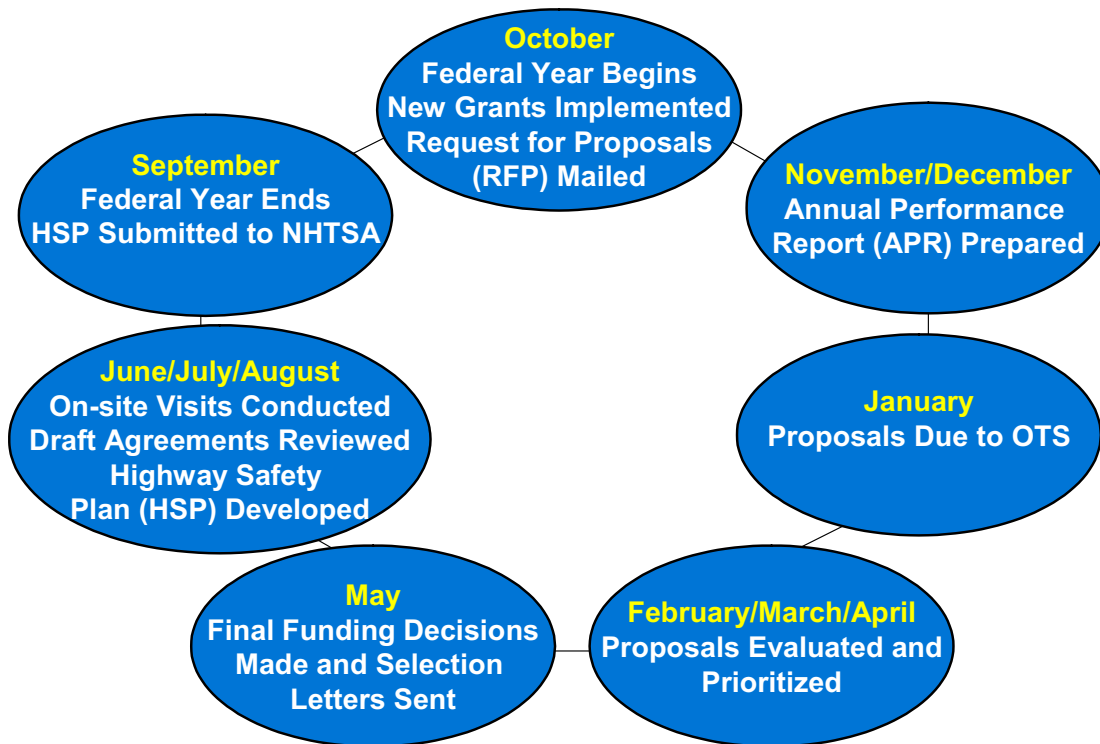 October
Federal Year Begins
New Grants Implemented
Request for Proposals
(RFP) Mailed
November/December
Annual Performance
Report (APR) Prepared
January
Proposals Due to OTS
February/March/April
Proposals Evaluated and
Prioritized
May
Final Funding Decisions
Made and Selection
Letters Sent
June/July/August
On-site Visits Conducted
Draft Agreements Reviewed
Highway Safety
Plan (HSP) Developed
September
Federal Year Ends
HSP Submitted to NHTSA